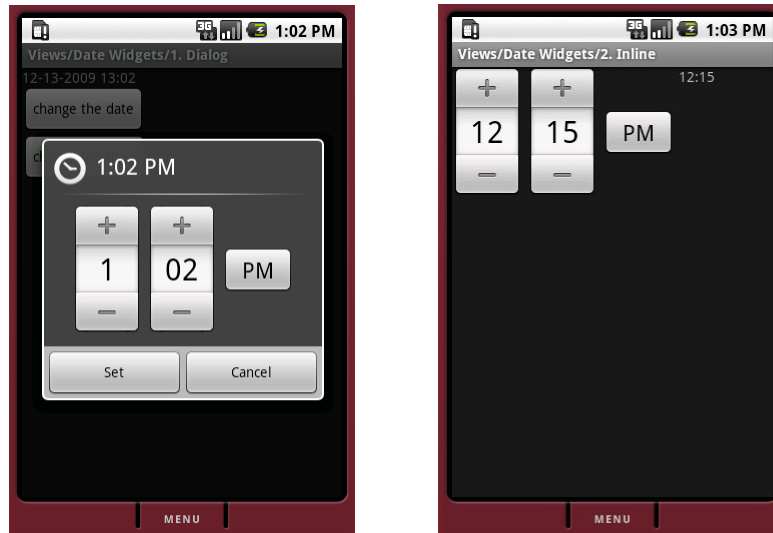 3G 1:02 PM
Views/Date Widgets/1. Dialog
12-13-2009 13:02
change the date
1:02 PM
1 02 PM
Set Cancel
MENU
3G 1:03 PM
Views/Date Widgets/2. Inline
12:15
12 15 PM
MENU